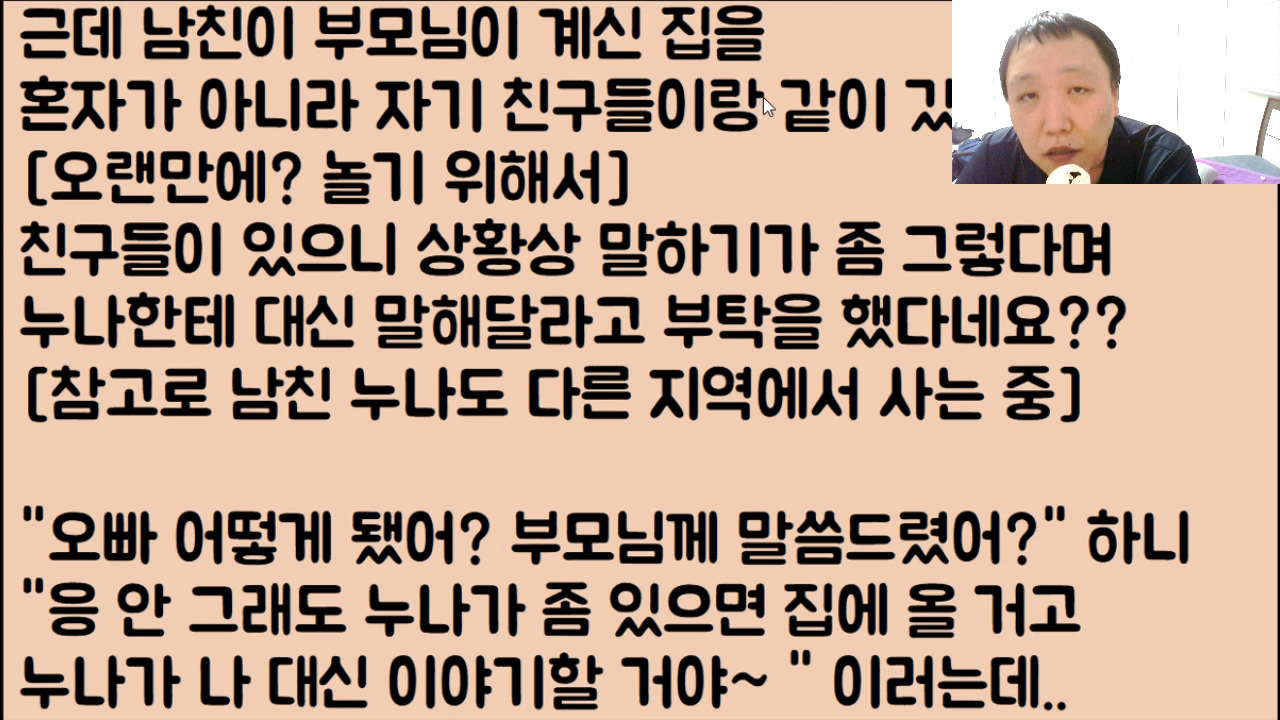 근데 남친이 부모님이 계신 집을
혼자가 아니라 자기 친구들이랑 같이
[오랜만에? 놀기 위해서]
친구들이 있으니 상황상 말하기가 좀 그렇다며
누나한테 대신 말해달라고 부탁을 했다네요??
[참고로 남친 누나도 다른 지역에서 사는 중]
"오빠 어떻게 됐어? 부모님께 말씀드렸어?" 하니
"응 안 그래도 누나가 좀 있으면 집에 올 거고
누나가 나 대신 이야기할 거야~ " 이러는데..